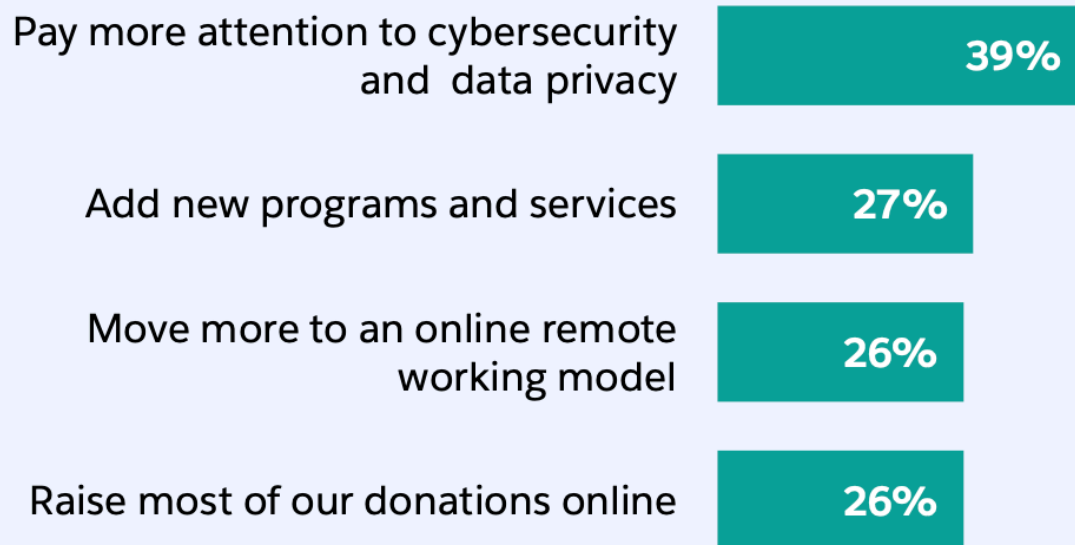 Pay more attention to cybersecurity
and  data privacy
39%
Add new programs and services
27%
Move more to an online remote
working model
26%
Raise most of our donations online
26%